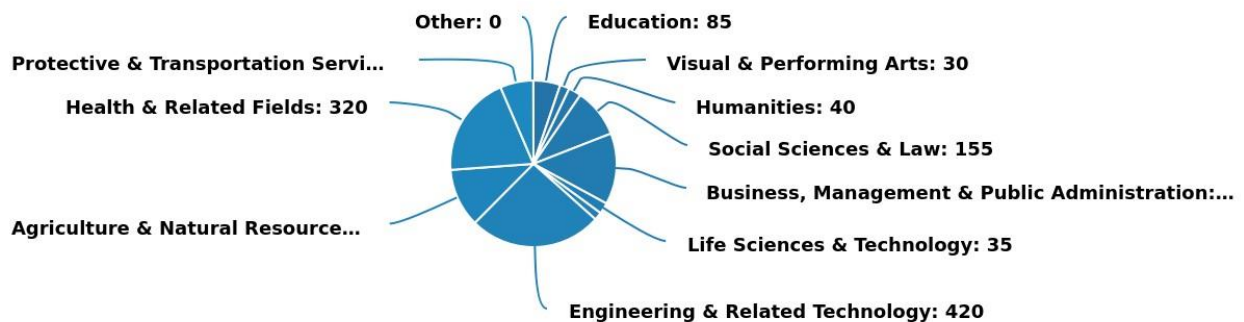 Other: 0
Education: 85
Protective & Transportation Servi...
Visual & Performing Arts: 30
Health & Related Fields: 320
Humanities: 40
Social Sciences & Law: 155
Business, Management & Public Administration:...
Agriculture & Natural Resource...
Life Sciences & Technology: 35
Engineering & Related Technology: 420